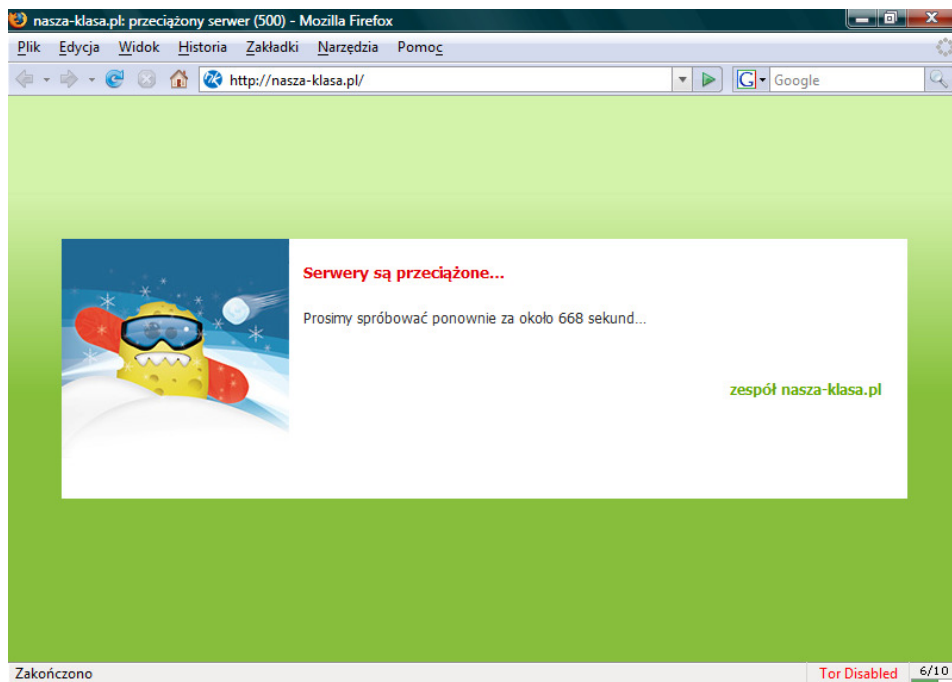 nasza-klasa.pl: przeciążony serwer (500) - Mozilla Firefox
Plik Edycja Widok Historia Zakładki Narzędzia Pomoc
nk http://nasza-klasa.pl/ G Google
Serwery są przeciążone...
Prosimy spróbować ponownie za około 668 sekund...
zespół nasza-klasa.pl
Zakończono Tor Disabled 6/10